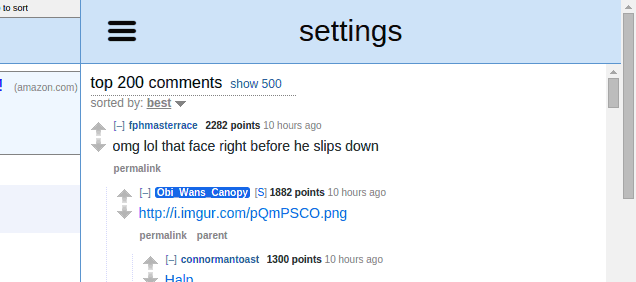 e to sort
settings
! (amazon.com)
top 200 comments show 500
sorted by: best
[–] fphmasterrace 2282 points 10 hours ago
omg lol that face right before he slips down
permalink
[–] Obi_Wans_Canopy [S] 1882 points 10 hours ago
http://i.imgur.com/pQmPSCO.png
permalink parent
[–] connormantoast 1300 points 10 hours ago
Halp